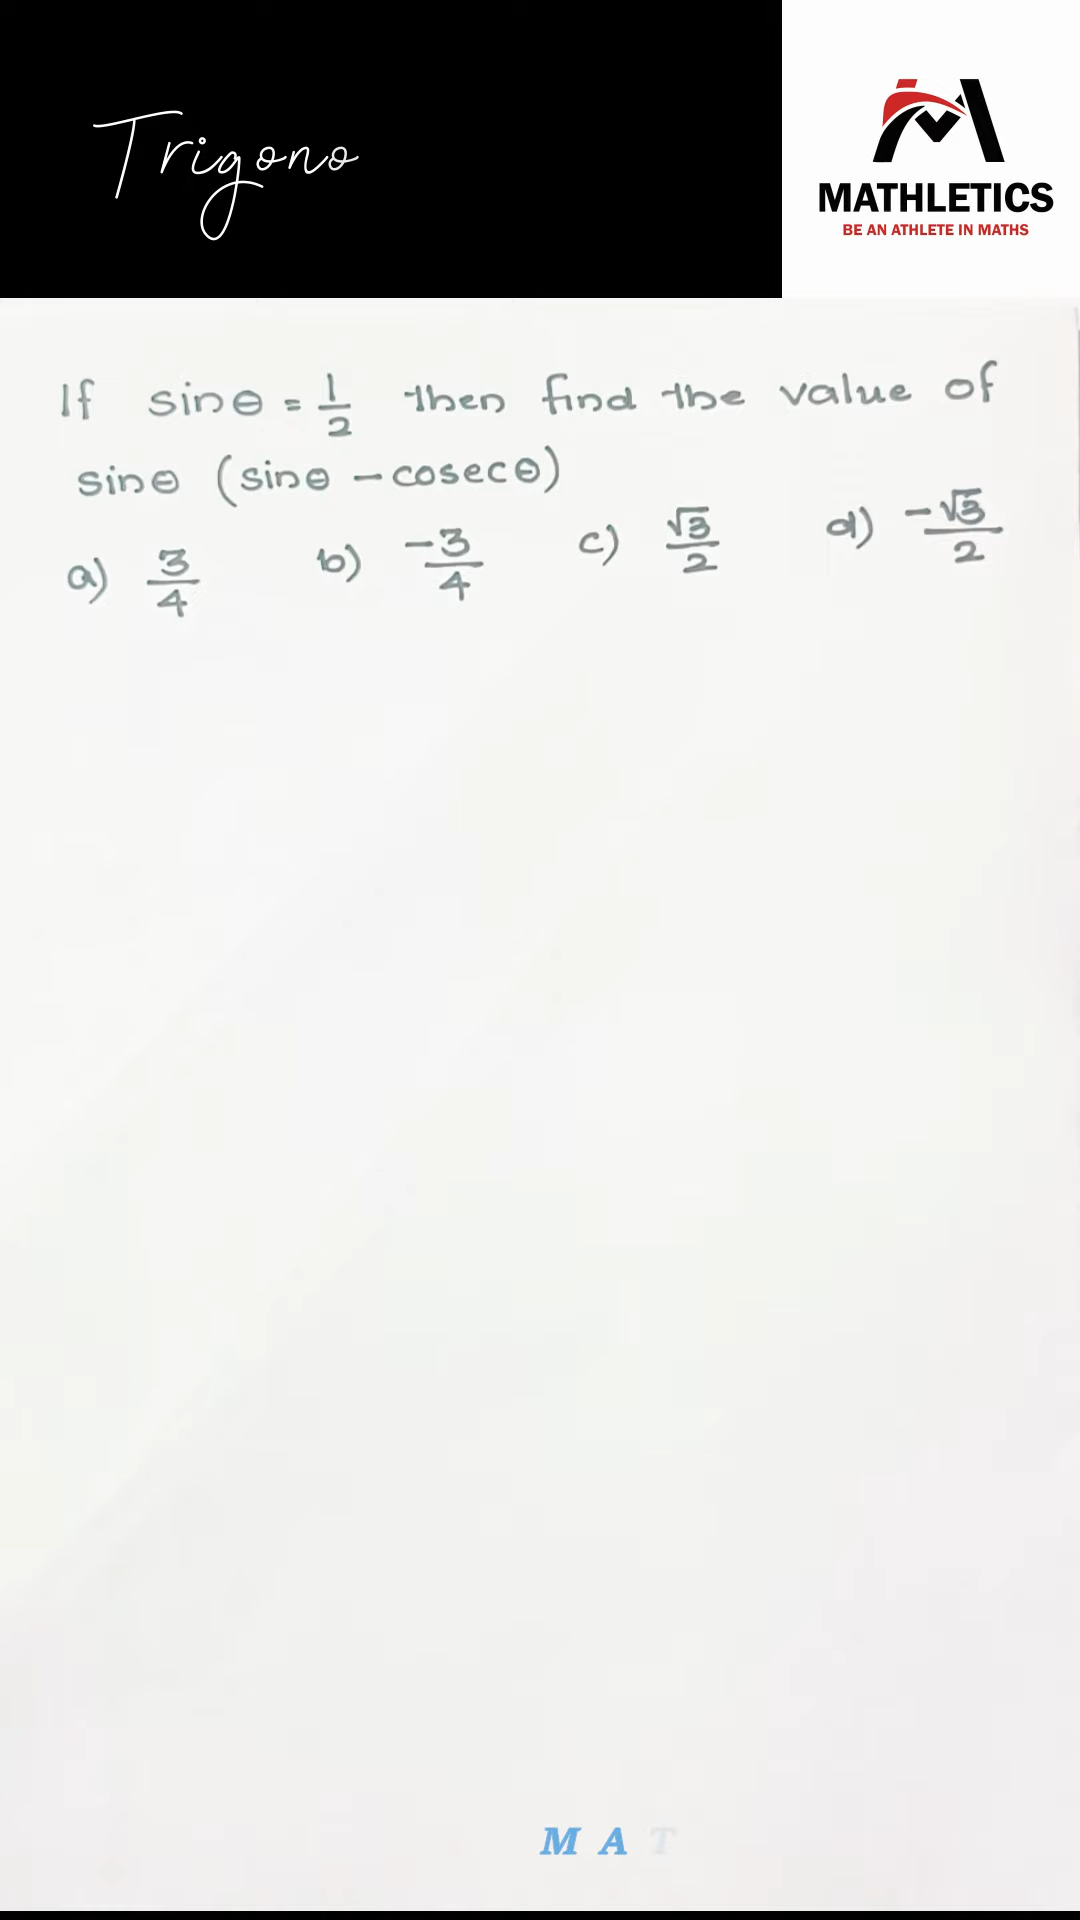 Trigono
MATHLETICS
BE AN ATHLETE IN MATHS
If sinθ = 1/2 then find the value of
sinθ (sinθ - cosecθ)
a) 3/4 b) -3/4 c) √3/2 d) -√3/2
M A T